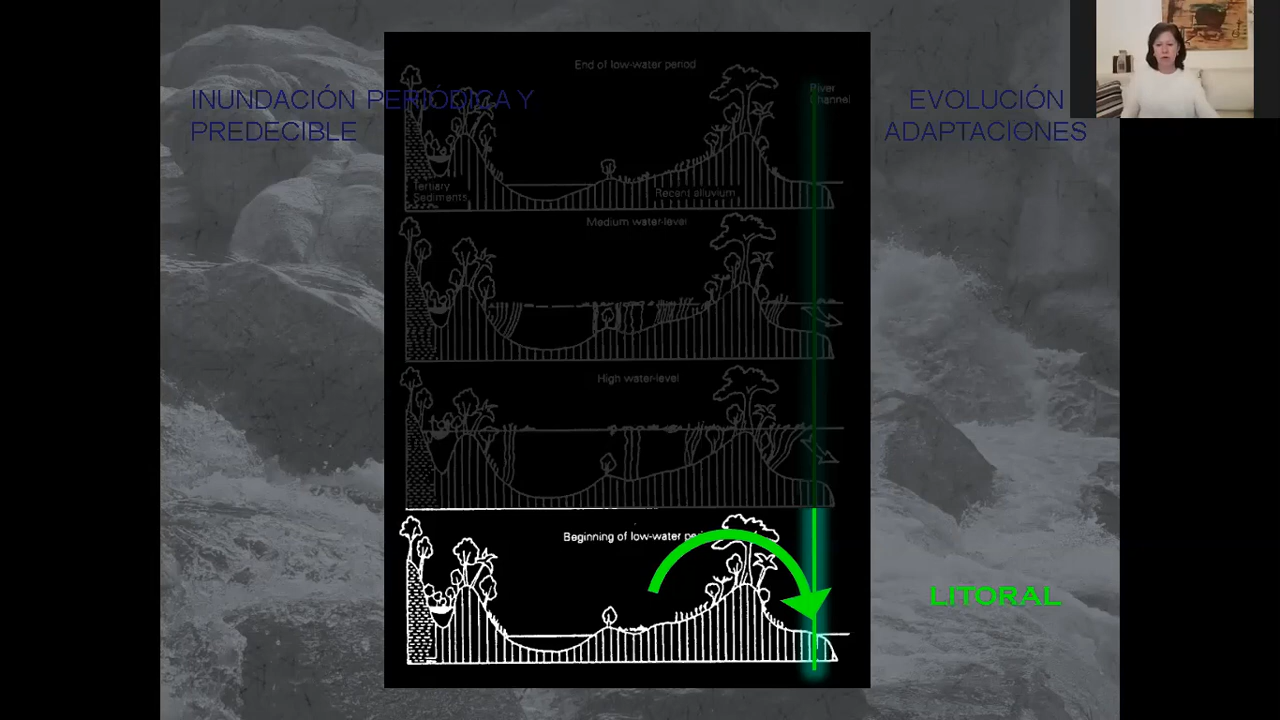 End of low-water period
River
Channel
INUNDACIÓN PERIÓDICA Y
PREDECIBLE
EVOLUCIÓN
ADAPTACIONES
Tertiary
Sediments
Recent alluvium
Medium water-level
High water-level
Beginning of low-water
LITORAL